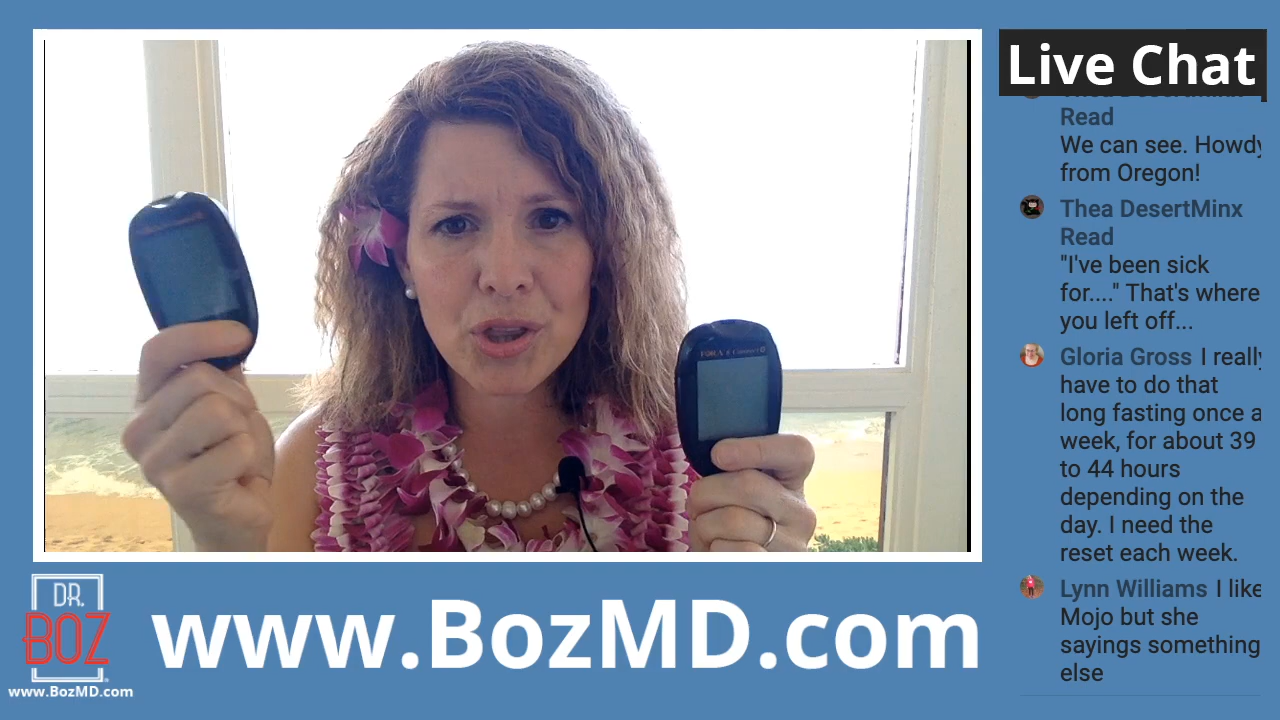 Live Chat
Read
We can see. Howdy
from Oregon!
Thea DesertMinx
Read
"I've been sick
for...." That's where
you left off...
Gloria Gross I really
have to do that
long fasting once a
week, for about 39
to 44 hours
depending on the
day. I need the
reset each week.
Lynn Williams I like
Mojo but she
sayings something
else
DR.
BOZ
www.BozMD.com
www.BozMD.com